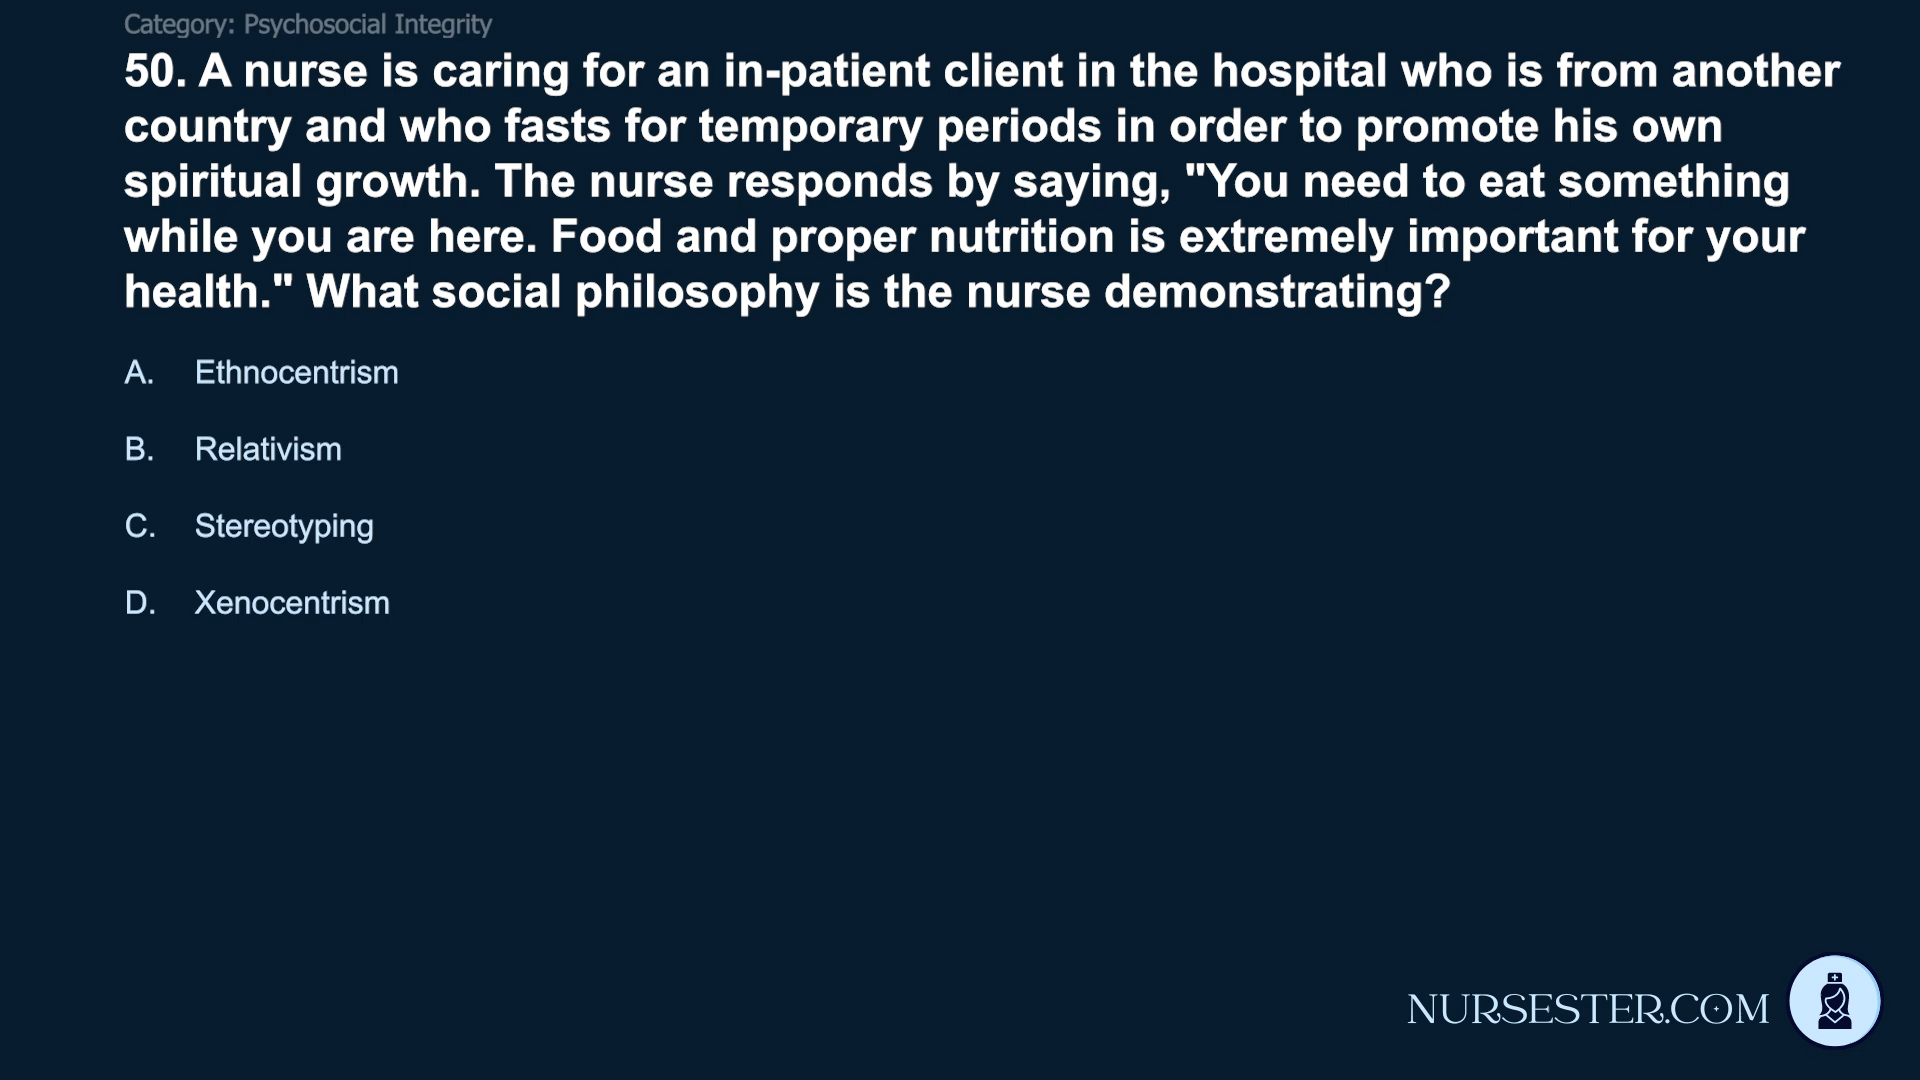 Category: Psychosocial Integrity
50. A nurse is caring for an in-patient client in the hospital who is from another
country and who fasts for temporary periods in order to promote his own
spiritual growth. The nurse responds by saying, "You need to eat something
while you are here. Food and proper nutrition is extremely important for your
health." What social philosophy is the nurse demonstrating?
A. Ethnocentrism
B. Relativism
C. Stereotyping
D. Xenocentrism
NURSESTER.COM